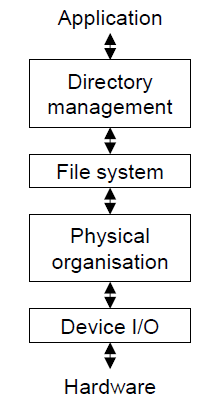 Application
Directory
management
File system
Physical
organisation
Device I/O
Hardware